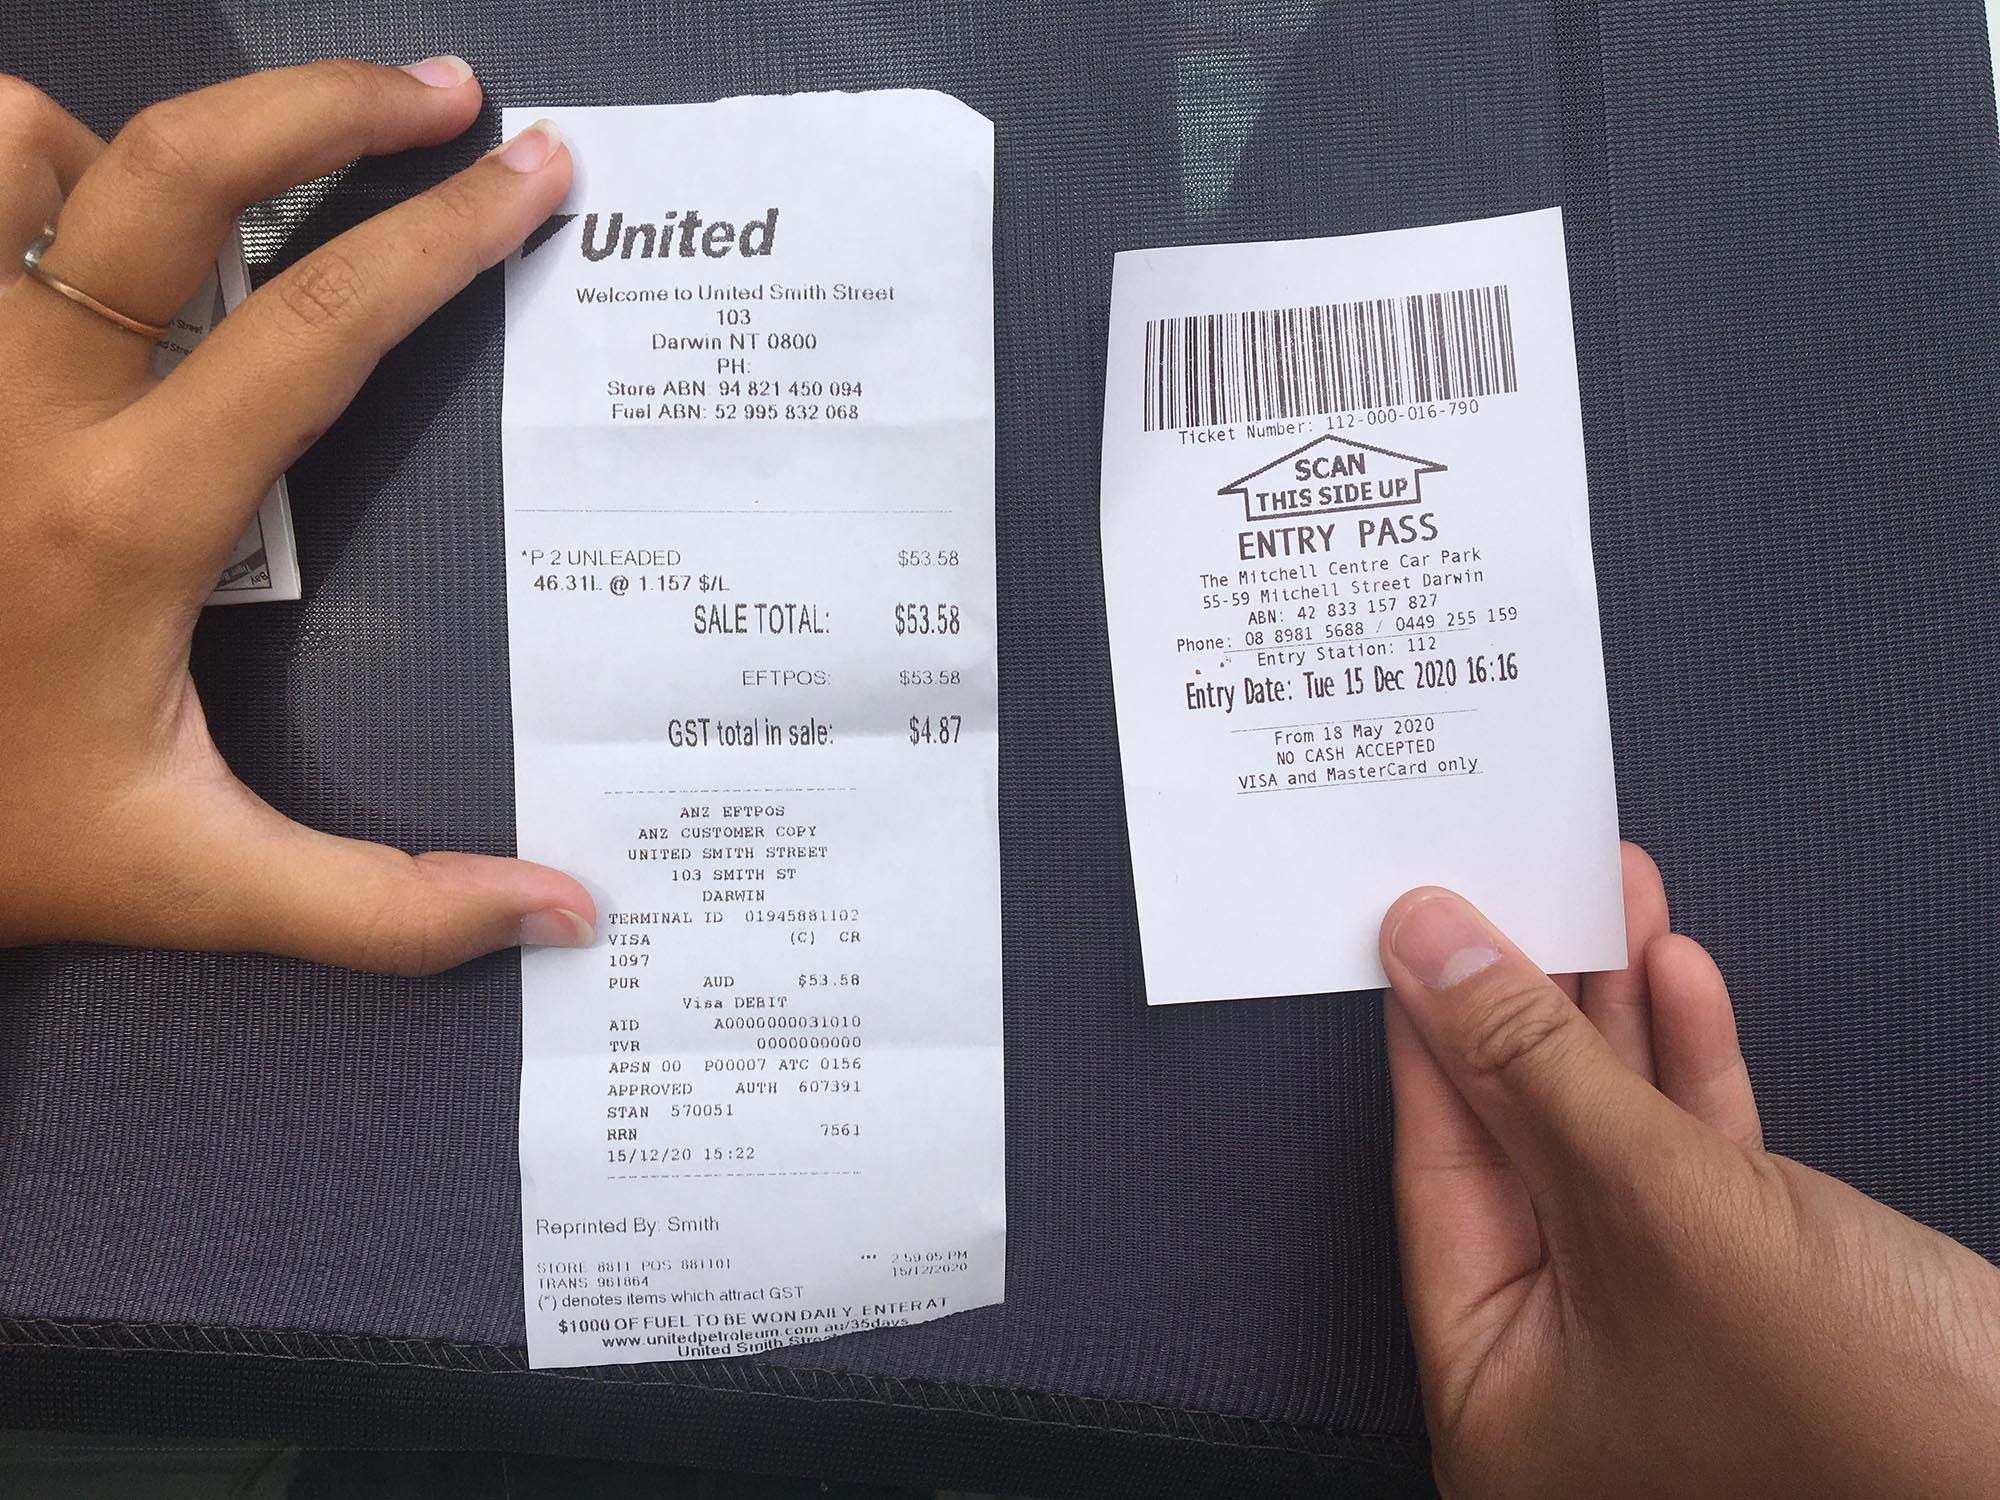 United
Welcome to United Smith Street
103
Darwin NT 0800
PH:
Store ABN: 94 821 450 094
Fuel ABN: 52 995 832 068
*P:2 UNLEADED $53.58
46.31L @ 1.157 $/L
SALE TOTAL: $53.58
EFTPOS: $53.58
GST total in sale: $4.87
ANZ EFTPOS
ANZ CUSTOMER COPY
UNITED SMITH STREET
103 SMITH ST
DARWIN
TERMINAL ID 01945881102
VISA (C) CR
1097
PUR AUD $53.58
Visa DEBIT
AID A0000000031010
TVR 0000000000
APSN 00 P00007 ATC 0156
APPROVED AUTH 607391
STAN 570051
RRN 7561
15/12/20 15:22
Reprinted By: Smith
STORE 8811 POS 881101 *** 2:59:05 PM
TRANS 961864 15/12/2020
(*) denotes items which attract GST
$1000 OF FUEL TO BE WON DAILY. ENTER AT
www.unitedpetroleum.com.au/35days
United Smith
Ticket Number: 112-000-016-790
SCAN
THIS SIDE UP
ENTRY PASS
The Mitchell Centre Car Park
55-59 Mitchell Street Darwin
ABN: 42 833 157 827
Phone: 08 8981 5688 / 0449 255 159
Entry Station: 112
Entry Date: Tue 15 Dec 2020 16:16
From 18 May 2020
NO CASH ACCEPTED
VISA and MasterCard only
Street
Bay